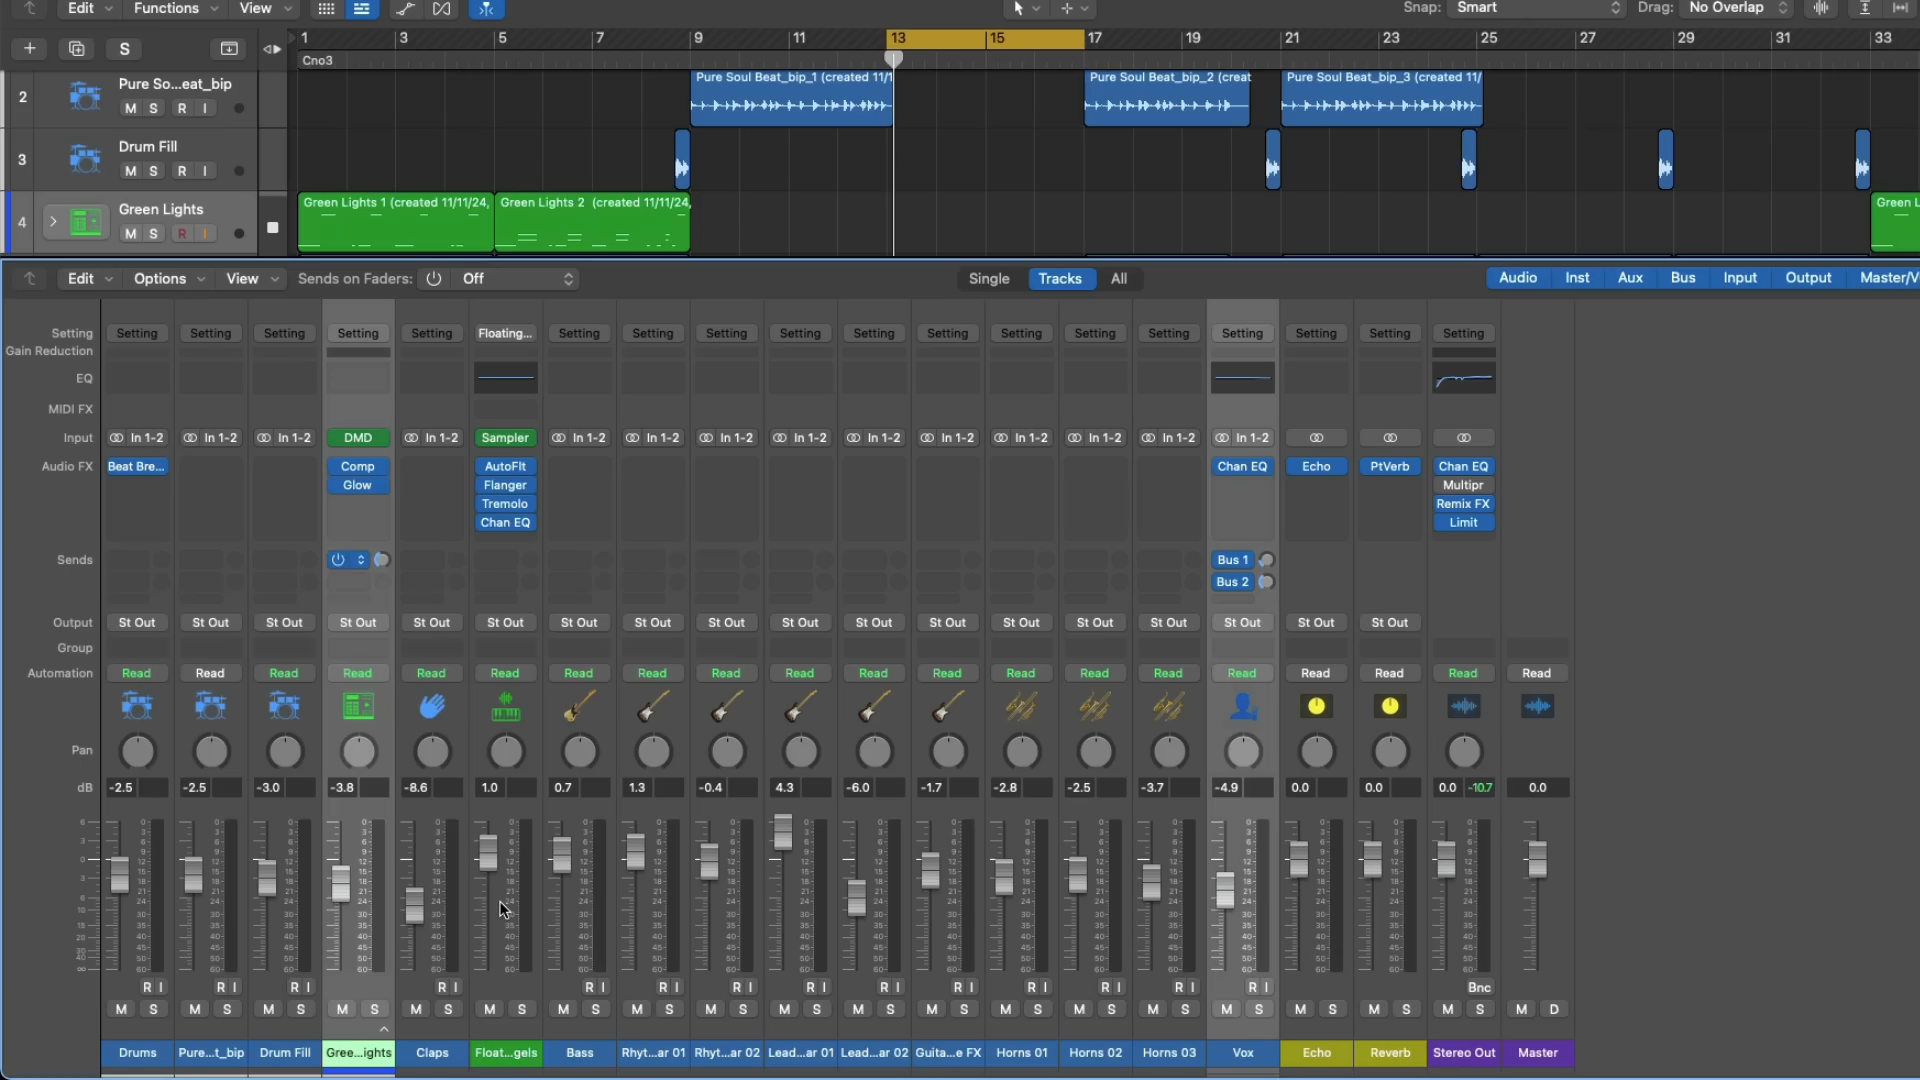 Edit Functions View Snap: Smart Drag: No Overlap
+ S 1 3 5 7 9 11 13 15 17 19 21 23 25 27 29 31 33
Cno3
2 Pure So...eat_bip
M S R I
Pure Soul Beat_bip_1 (created 11/1 Pure Soul Beat_bip_2 (creat Pure Soul Beat_bip_3 (created 11/
3 Drum Fill
M S R I
4 Green Lights
M S R I
Green Lights 1 (created 11/11/24, Green Lights 2 (created 11/11/24, Green L
Edit Options View Sends on Faders: Off Single Tracks All Audio Inst Aux Bus Input Output Master/V
Setting Setting Setting Setting Setting Setting Floating... Setting Setting Setting Setting Setting Setting Setting Setting Setting Setting Setting Setting Setting
Gain Reduction
EQ
MIDI FX
Input In 1-2 In 1-2 In 1-2 DMD In 1-2 Sampler In 1-2 In 1-2 In 1-2 In 1-2 In 1-2 In 1-2 In 1-2 In 1-2 In 1-2 In 1-2
Audio FX Beat Bre... Comp AutoFlt Chan EQ Echo PtVerb Chan EQ
Glow Flanger Multipr
Tremolo Remix FX
Chan EQ Limit
Sends Bus 1
Bus 2
Output St Out St Out St Out St Out St Out St Out St Out St Out St Out St Out St Out St Out St Out St Out St Out St Out St Out St Out
Group
Automation Read Read Read Read Read Read Read Read Read Read Read Read Read Read Read Read Read Read Read Read
Pan
dB -2.5 -2.5 -3.0 -3.8 -8.6 1.0 0.7 1.3 -0.4 4.3 -6.0 -1.7 -2.8 -2.5 -3.7 -4.9 0.0 0.0 0.0 -10.7 0.0
R I R I R I R I R I R I R I R I R I R I R I R I R I R I R I Bnc
M S M S M S M S M S M S M S M S M S M S M S M S M S M S M S M S M S M S M D
Drums Pure...t_bip Drum Fill Gree...ights Claps Float...gels Bass Rhyt...ar 01 Rhyt...ar 02 Lead...ar 01 Lead...ar 02 Guita...e FX Horns 01 Horns 02 Horns 03 Vox Echo Reverb Stereo Out Master